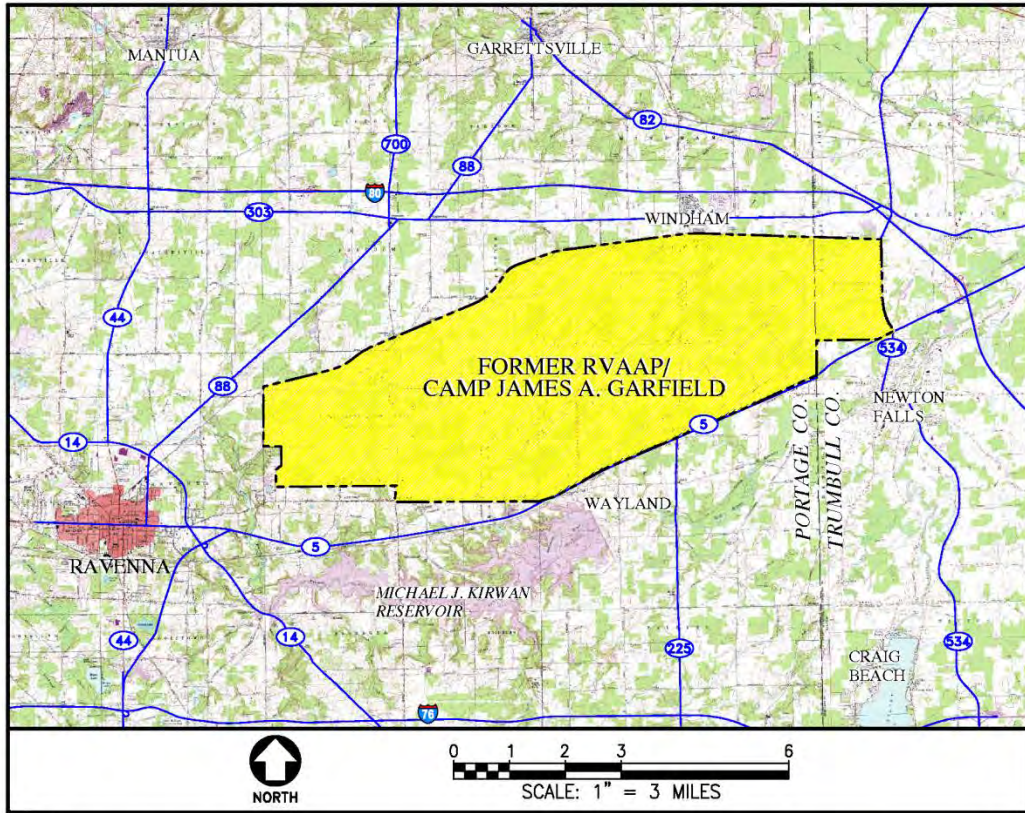 MANTUA
GARRETTSVILLE
82
700
88
80
303
WINDHAM
44
FORMER RVAAP/
CAMP JAMES A. GARFIELD
534
88
NEWTON
FALLS
5
14
PORTAGE CO.
TRUMBULL CO.
WAYLAND
RAVENNA
5
MICHAEL J. KIRWAN
RESERVOIR
44
14
225
534
CRAIG
BEACH
76
NORTH
0 1 2 3 6
SCALE: 1" = 3 MILES